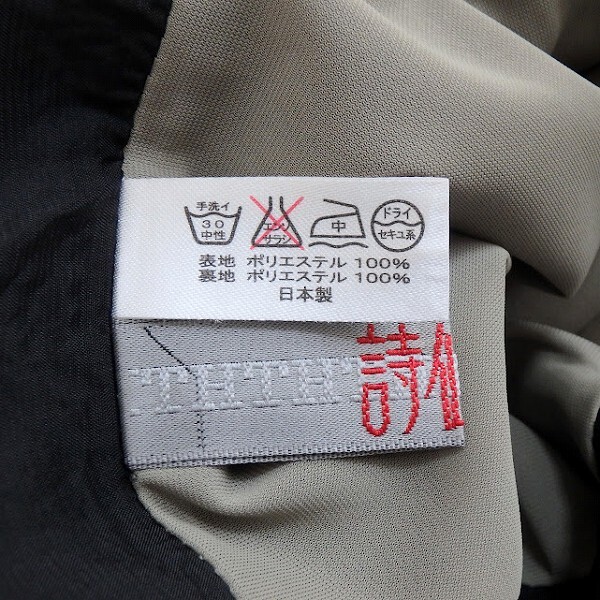 手洗イ
30
中性
エンソ
サラシ
中
ドライ
セキユ系
表地 ポリエステル 100%
裏地 ポリエステル 100%
日本製
詩